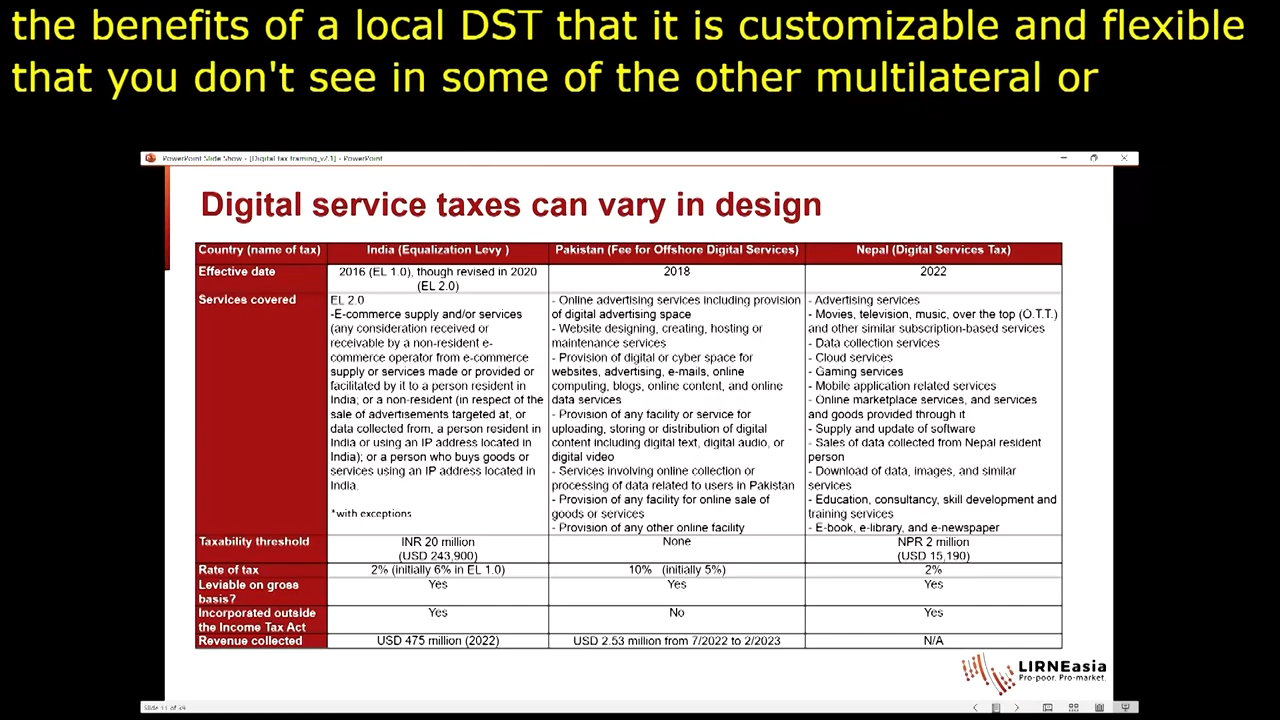 the benefits of a local DST that it is customizable and flexible
that you don't see in some of the other multilateral or
PowerPoint Slide Show - [Digital tax framing_v2.1] - PowerPoint
Digital service taxes can vary in design
Country (name of tax)
India (Equalization Levy )
Pakistan (Fee for Offshore Digital Services)
Nepal (Digital Services Tax)
Effective date
2016 (EL 1.0), though revised in 2020
(EL 2.0)
2018
2022
Services covered
EL 2.0
-E-commerce supply and/or services
(any consideration received or
receivable by a non-resident e-
commerce operator from e-commerce
supply or services made or provided or
facilitated by it to a person resident in
India; or a non-resident (in respect of the
sale of advertisements targeted at, or
data collected from, a person resident in
India or using an IP address located in
India); or a person who buys goods or
services using an IP address located in
India.
*with exceptions
- Online advertising services including provision
of digital advertising space
- Website designing, creating, hosting or
maintenance services
- Provision of digital or cyber space for
websites, advertising, e-mails, online
computing, blogs, online content, and online
data services
- Provision of any facility or service for
uploading, storing or distribution of digital
content including digital text, digital audio, or
digital video
- Services involving online collection or
processing of data related to users in Pakistan
- Provision of any facility for online sale of
goods or services
- Provision of any other online facility
- Advertising services
- Movies, television, music, over the top (O.T.T.)
and other similar subscription-based services
- Data collection services
- Cloud services
- Gaming services
- Mobile application related services
- Online marketplace services, and services
and goods provided through it
- Supply and update of software
- Sales of data collected from Nepal resident
person
- Download of data, images, and similar
services
- Education, consultancy, skill development and
training services
- E-book, e-library, and e-newspaper
Taxability threshold
INR 20 million
(USD 243,900)
None
NPR 2 million
(USD 15,190)
Rate of tax
2% (initially 6% in EL 1.0)
10% (initially 5%)
2%
Leviable on gross
basis?
Yes
Yes
Yes
Incorporated outside
the Income Tax Act
Yes
No
Yes
Revenue collected
USD 475 million (2022)
USD 2.53 million from 7/2022 to 2/2023
N/A
LIRNEasia
Pro-poor. Pro-market.
Slide 11 of 39